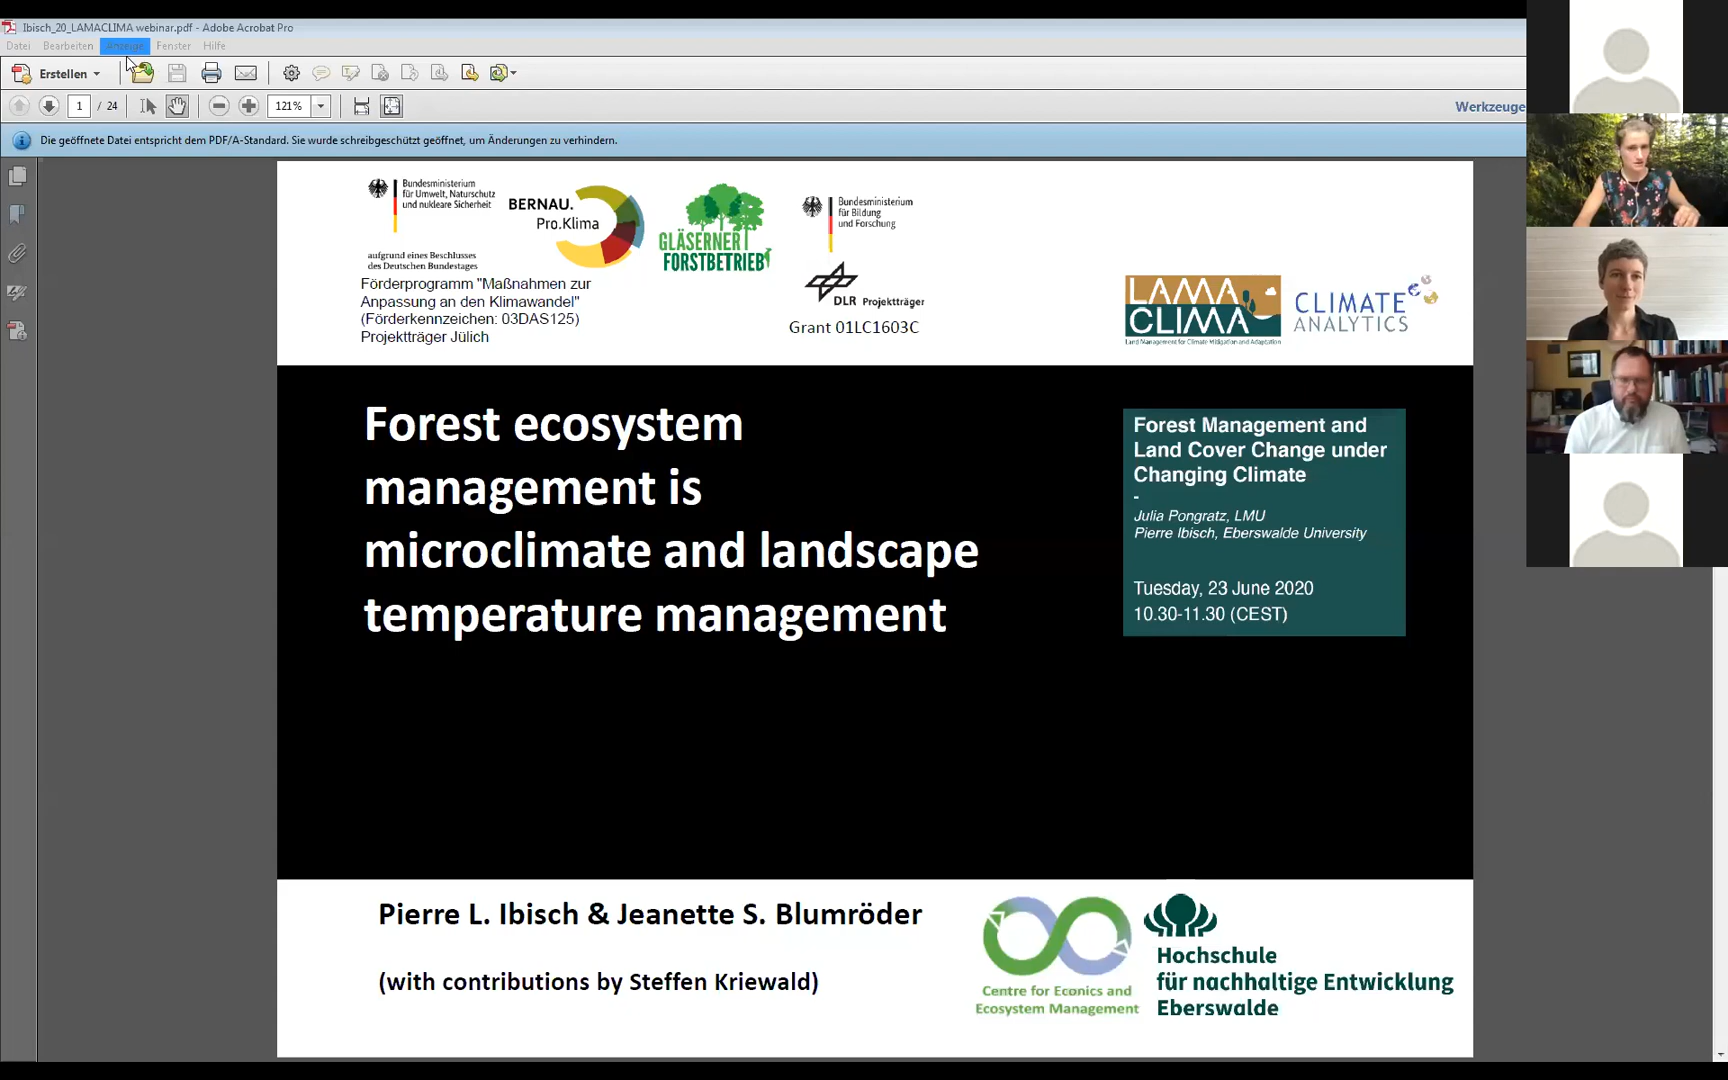 Ibisch_20_LAMACLIMA webinar.pdf - Adobe Acrobat Pro
Datei Bearbeiten Anzeige Fenster Hilfe
Erstellen
1 / 24 121% Werkzeuge
Die geöffnete Datei entspricht dem PDF/A-Standard. Sie wurde schreibgeschützt geöffnet, um Änderungen zu verhindern.
Bundesministerium
für Umwelt, Naturschutz
und nukleare Sicherheit
aufgrund eines Beschlusses
des Deutschen Bundestages
Förderprogramm "Maßnahmen zur
Anpassung an den Klimawandel"
(Förderkennzeichen: 03DAS125)
Projektträger Jülich
BERNAU.
Pro.Klima
GLÄSERNER
FORSTBETRIEB
Bundesministerium
für Bildung
und Forschung
DLR Projektträger
Grant 01LC1603C
LAMA
CLIMA
Land Management for Climate Mitigation and Adaptation
CLIMATE
ANALYTICS
Forest ecosystem
management is
microclimate and landscape
temperature management
Forest Management and
Land Cover Change under
Changing Climate
-
Julia Pongratz, LMU
Pierre Ibisch, Eberswalde University
Tuesday, 23 June 2020
10.30-11.30 (CEST)
Pierre L. Ibisch & Jeanette S. Blumröder
(with contributions by Steffen Kriewald)
Centre for Econics and
Ecosystem Management
Hochschule
für nachhaltige Entwicklung
Eberswalde